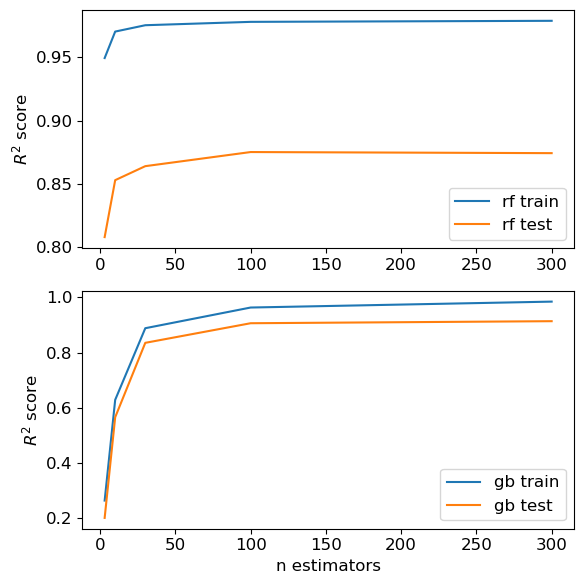 0.95
0.90
0.85
0.80
R² score
rf train
rf test
0 50 100 150 200 250 300
1.0
0.8
0.6
0.4
0.2
R² score
gb train
gb test
0 50 100 150 200 250 300
n estimators